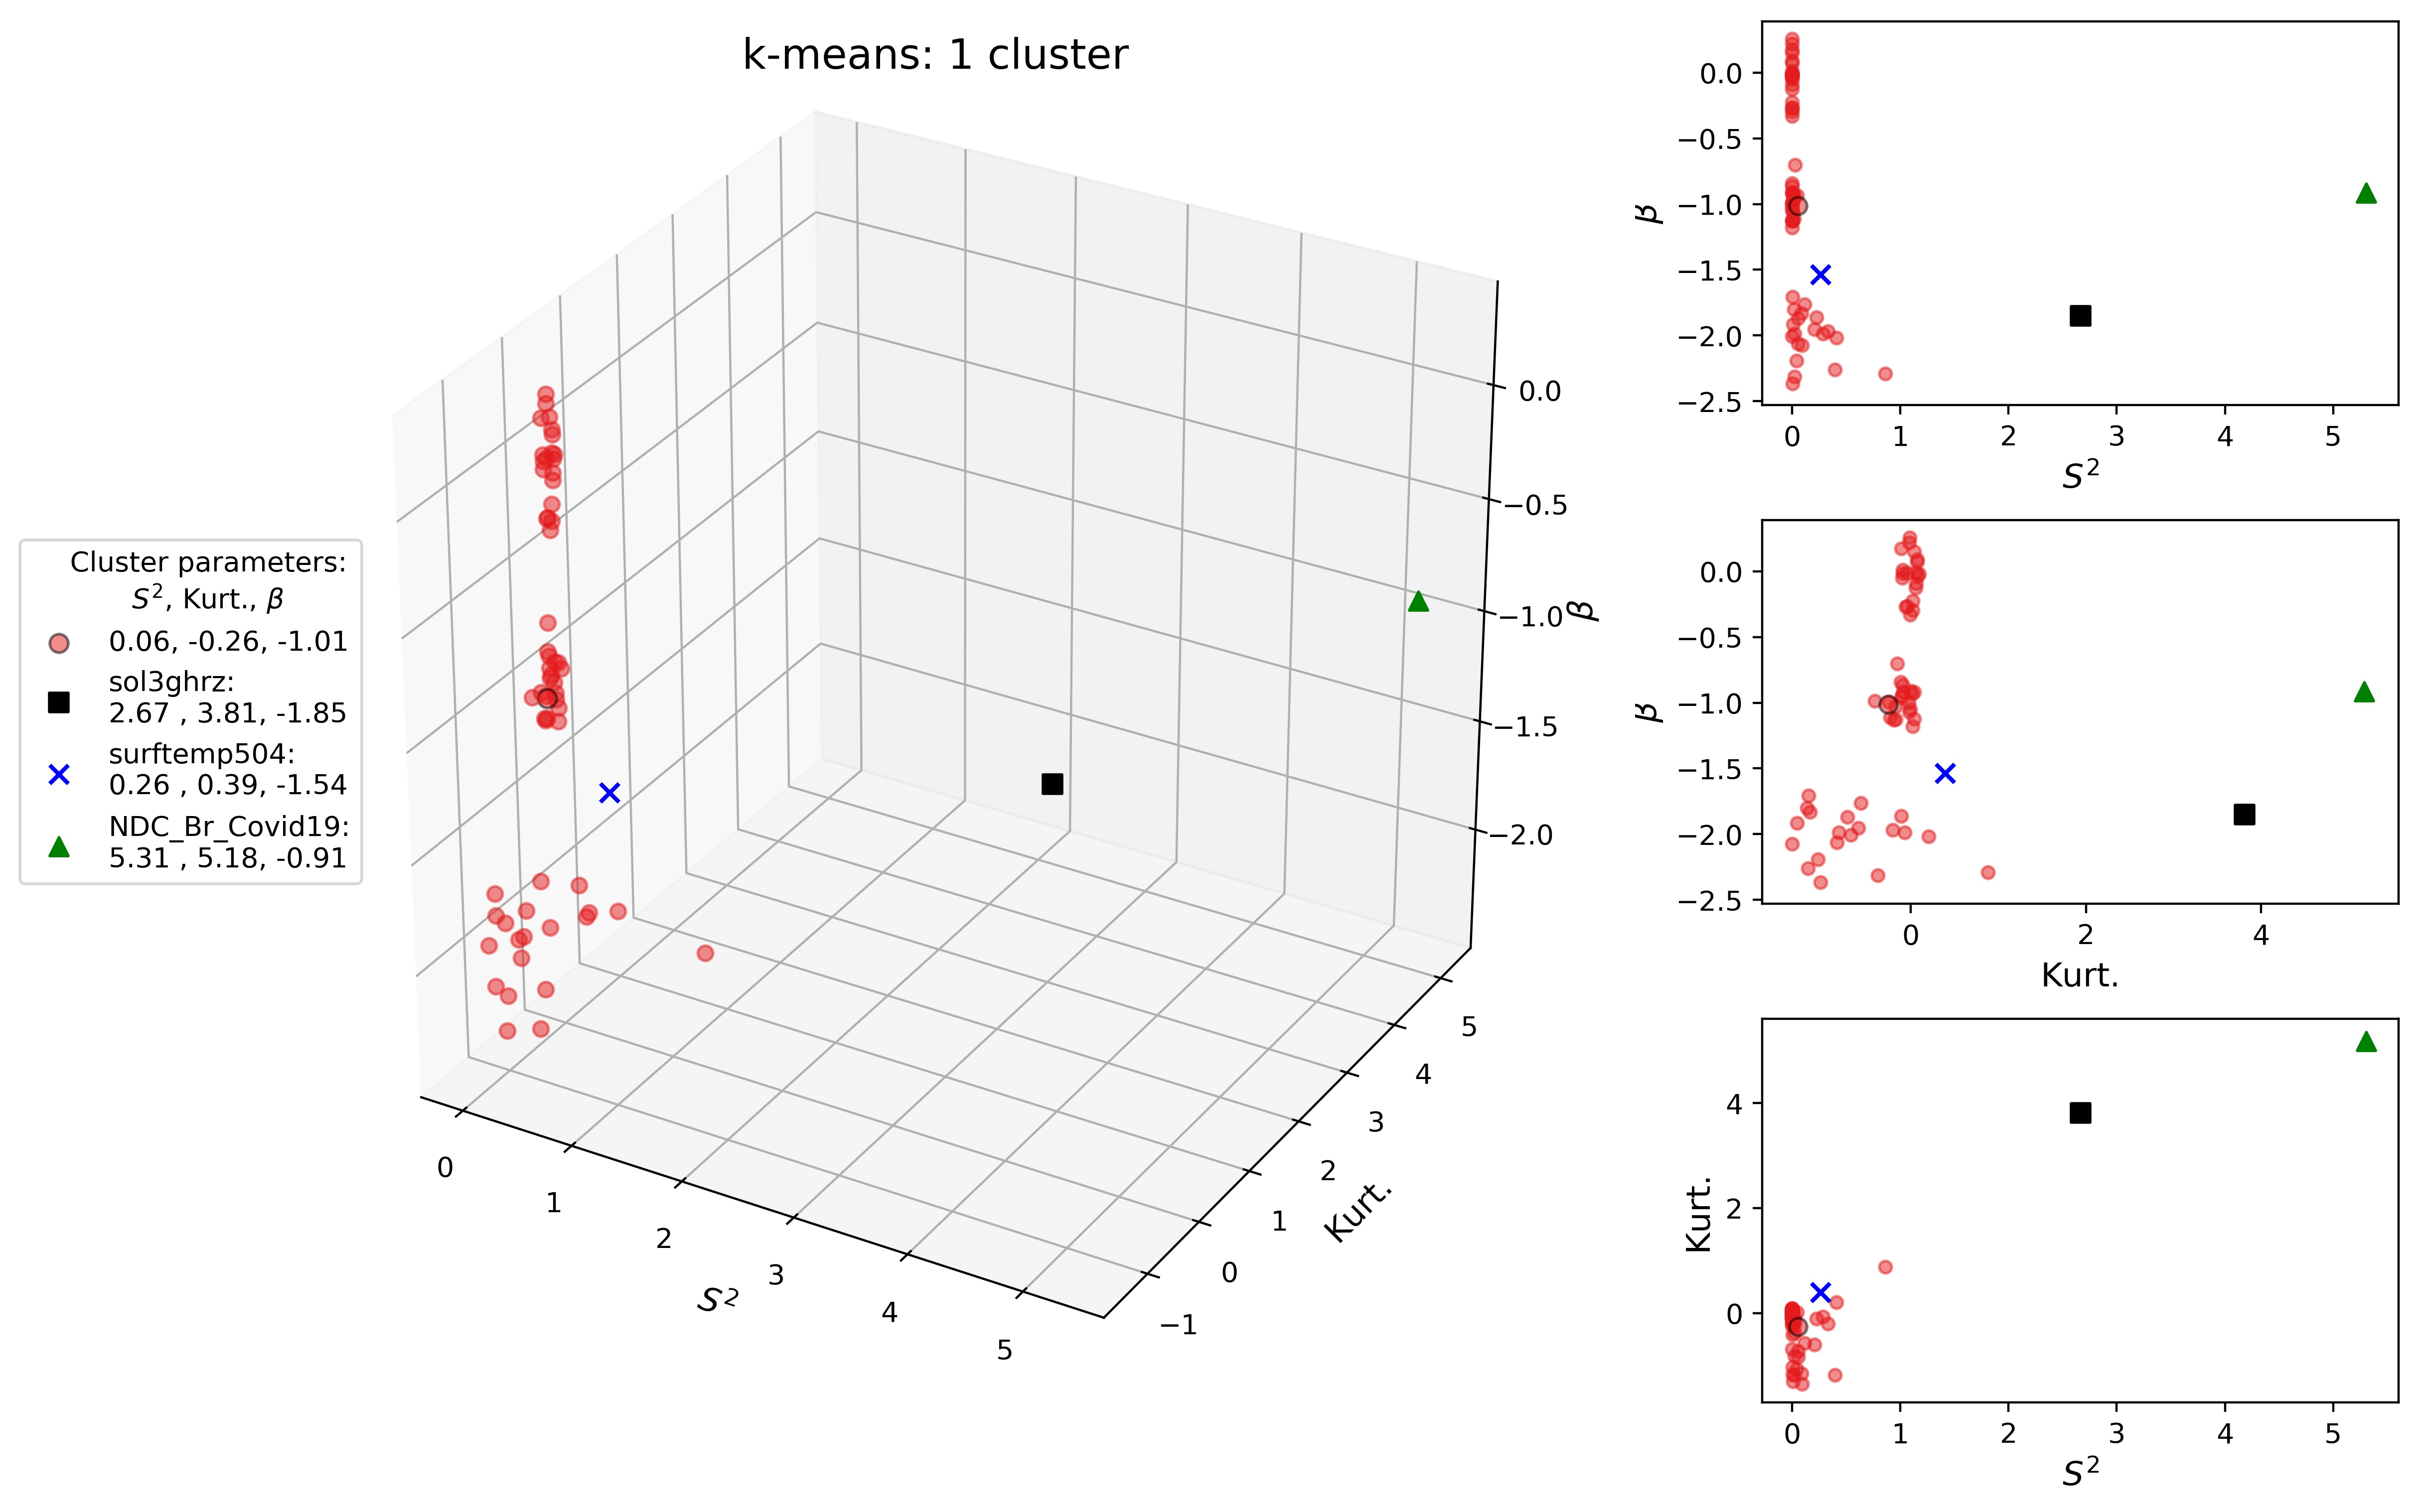 k-means: 1 cluster
Cluster parameters:
S², Kurt., β
0.06, -0.26, -1.01
sol3ghrz:
2.67 , 3.81, -1.85
surftemp504:
0.26 , 0.39, -1.54
NDC_Br_Covid19:
5.31 , 5.18, -0.91
0.0
−0.5
−1.0
−1.5
−2.0
β
0
1
2
3
4
5
S²
−1
0
1
2
3
4
5
Kurt.
0.0
−0.5
−1.0
−1.5
−2.0
−2.5
β
0 1 2 3 4 5
S²
0.0
−0.5
−1.0
−1.5
−2.0
−2.5
β
0 2 4
Kurt.
4
2
0
Kurt.
0 1 2 3 4 5
S²